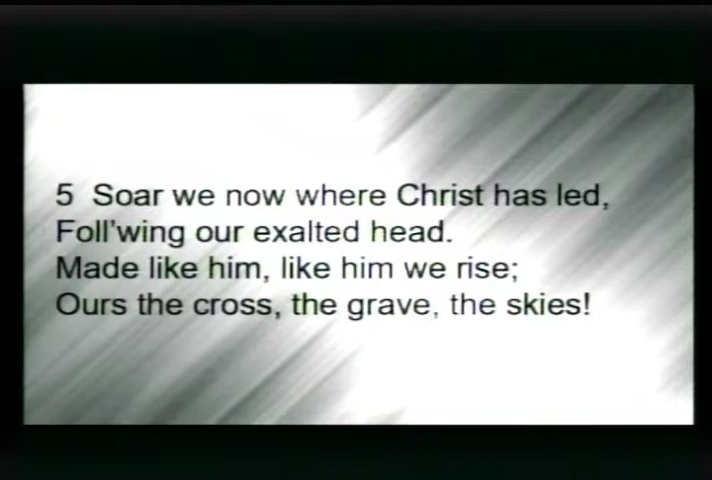 5 Soar we now where Christ has led,
Foll'wing our exalted head.
Made like him, like him we rise;
Ours the cross, the grave, the skies!